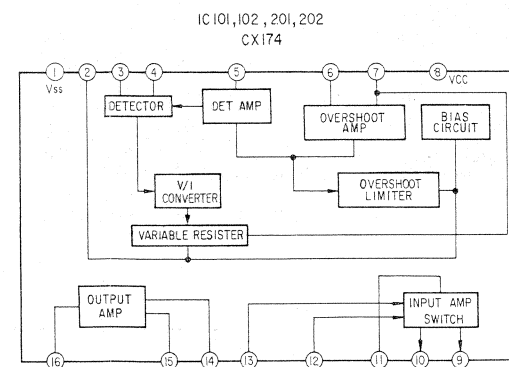 IC101,102,201,202
CX174
1 2 3 4 5 6 7 8
Vss
VCC
DETECTOR
DET AMP
OVERSHOOT
AMP
BIAS
CIRCUIT
V/I
CONVERTER
OVERSHOOT
LIMITER
VARIABLE RESISTER
OUTPUT
AMP
INPUT AMP
SWITCH
16 15 14 13 12 11 10 9